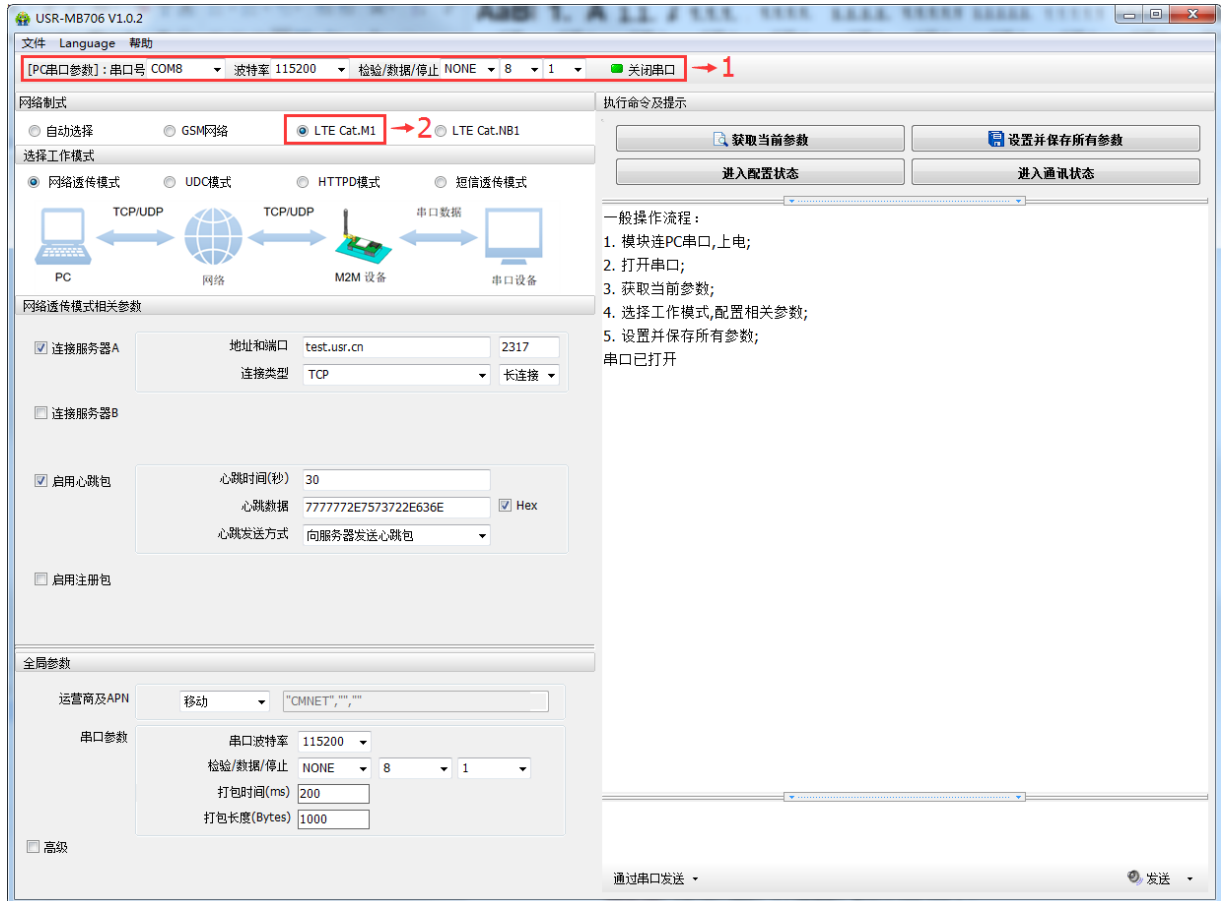 USR-MB706 V1.0.2
文件 Language 帮助
[PC串口参数]:串口号 COM8 波特率 115200 检验/数据/停止 NONE 8 1 关闭串口 1
网络制式
自动选择 GSM网络 LTE Cat.M1 2 LTE Cat.NB1
选择工作模式
网络透传模式 UDC模式 HTTPD模式 短信透传模式
TCP/UDP TCP/UDP 串口数据
PC 网络 M2M 设备 串口设备
网络透传模式相关参数
连接服务器A 地址和端口 test.usr.cn 2317
连接类型 TCP 长连接
连接服务器B
启用心跳包 心跳时间(秒) 30
心跳数据 7777772E7573722E636E Hex
心跳发送方式 向服务器发送心跳包
启用注册包
全局参数
运营商及APN 移动 "CMNET","",""
串口参数 串口波特率 115200
检验/数据/停止 NONE 8 1
打包时间(ms) 200
打包长度(Bytes) 1000
高级
执行命令及提示
获取当前参数 设置并保存所有参数
进入配置状态 进入通讯状态
一般操作流程:
1. 模块连PC串口,上电;
2. 打开串口;
3. 获取当前参数;
4. 选择工作模式,配置相关参数;
5. 设置并保存所有参数;
串口已打开
通过串口发送 发送